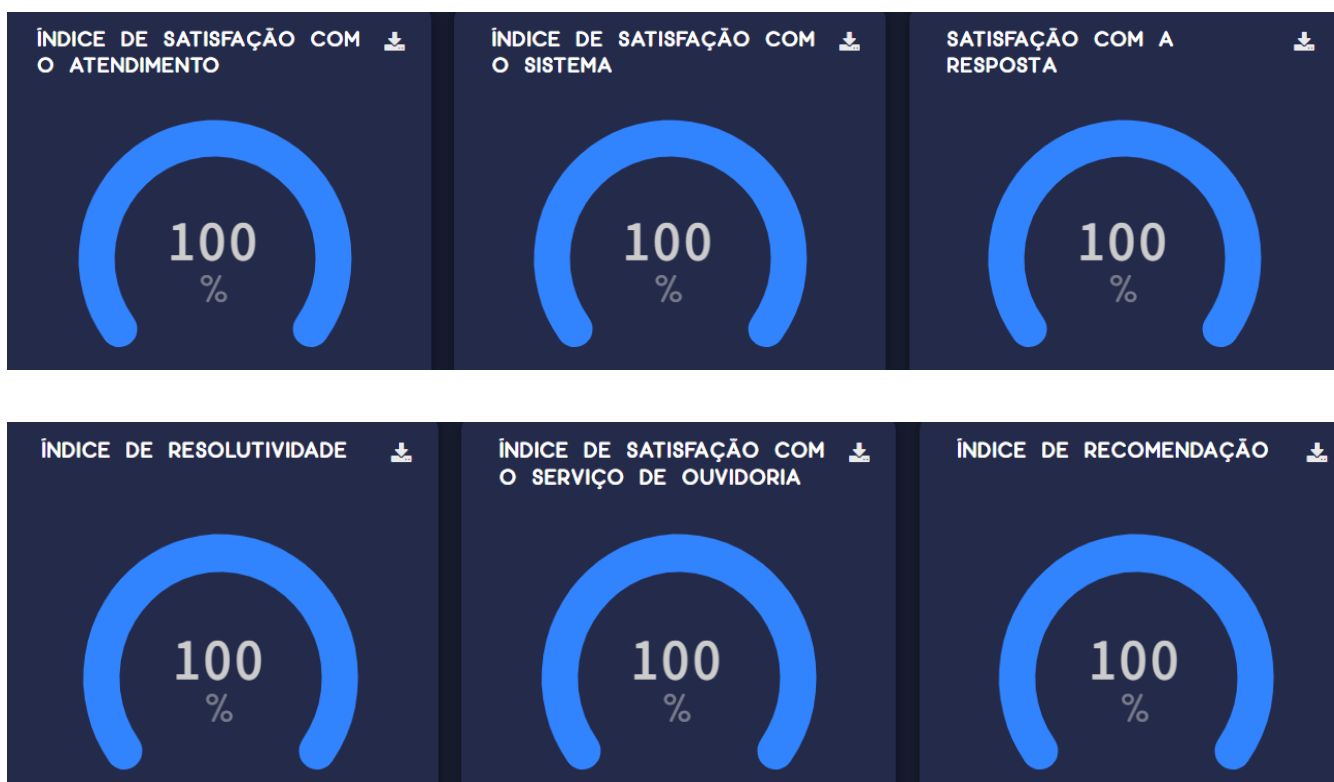 ÍNDICE DE SATISFAÇÃO COM
O ATENDIMENTO
100
%
ÍNDICE DE SATISFAÇÃO COM
O SISTEMA
100
%
SATISFAÇÃO COM A
RESPOSTA
100
%
ÍNDICE DE RESOLUTIVIDADE
100
%
ÍNDICE DE SATISFAÇÃO COM
O SERVIÇO DE OUVIDORIA
100
%
ÍNDICE DE RECOMENDAÇÃO
100
%